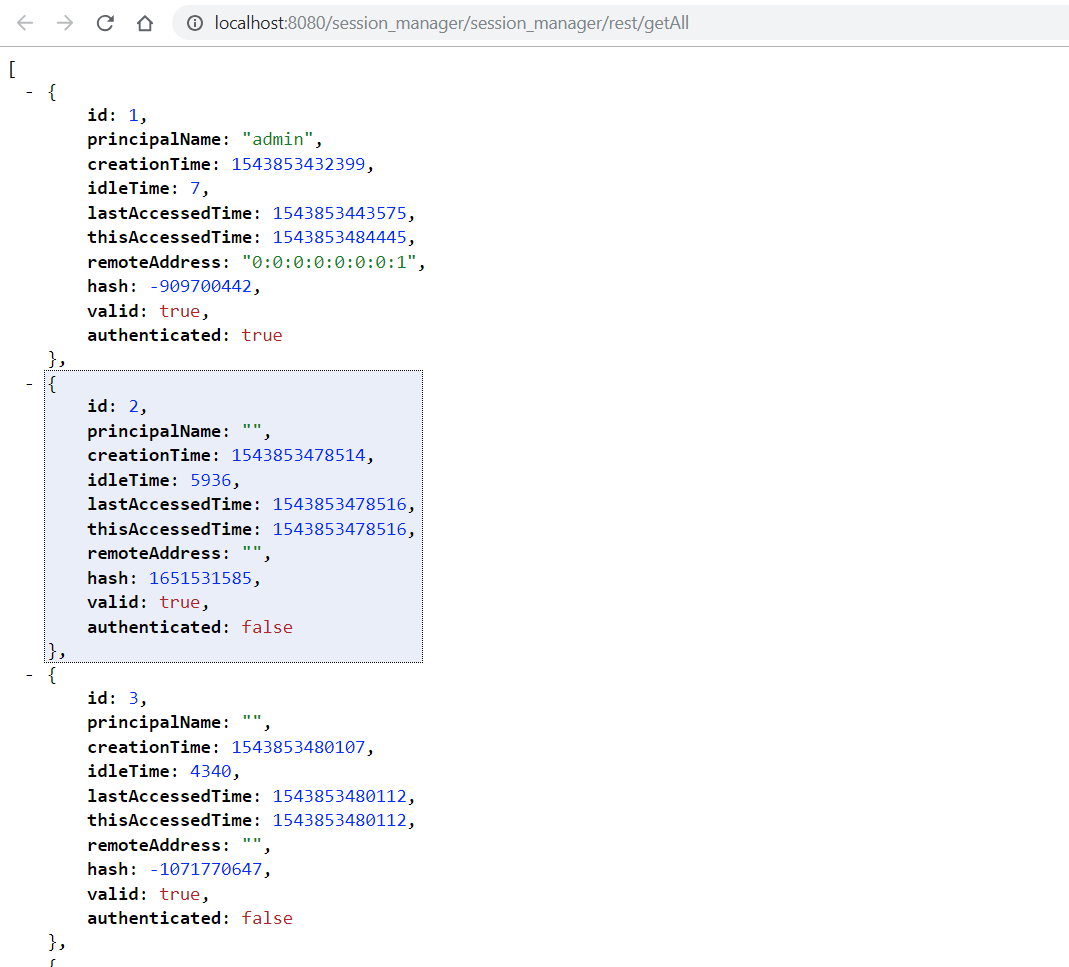 localhost:8080/session_manager/session_manager/rest/getAll
[
- {
id: 1,
principalName: "admin",
creationTime: 1543853432399,
idleTime: 7,
lastAccessedTime: 1543853443575,
thisAccessedTime: 1543853484445,
remoteAddress: "0:0:0:0:0:0:0:1",
hash: -909700442,
valid: true,
authenticated: true
},
- {
id: 2,
principalName: "",
creationTime: 1543853478514,
idleTime: 5936,
lastAccessedTime: 1543853478516,
thisAccessedTime: 1543853478516,
remoteAddress: "",
hash: 1651531585,
valid: true,
authenticated: false
},
- {
id: 3,
principalName: "",
creationTime: 1543853480107,
idleTime: 4340,
lastAccessedTime: 1543853480112,
thisAccessedTime: 1543853480112,
remoteAddress: "",
hash: -1071770647,
valid: true,
authenticated: false
},
{